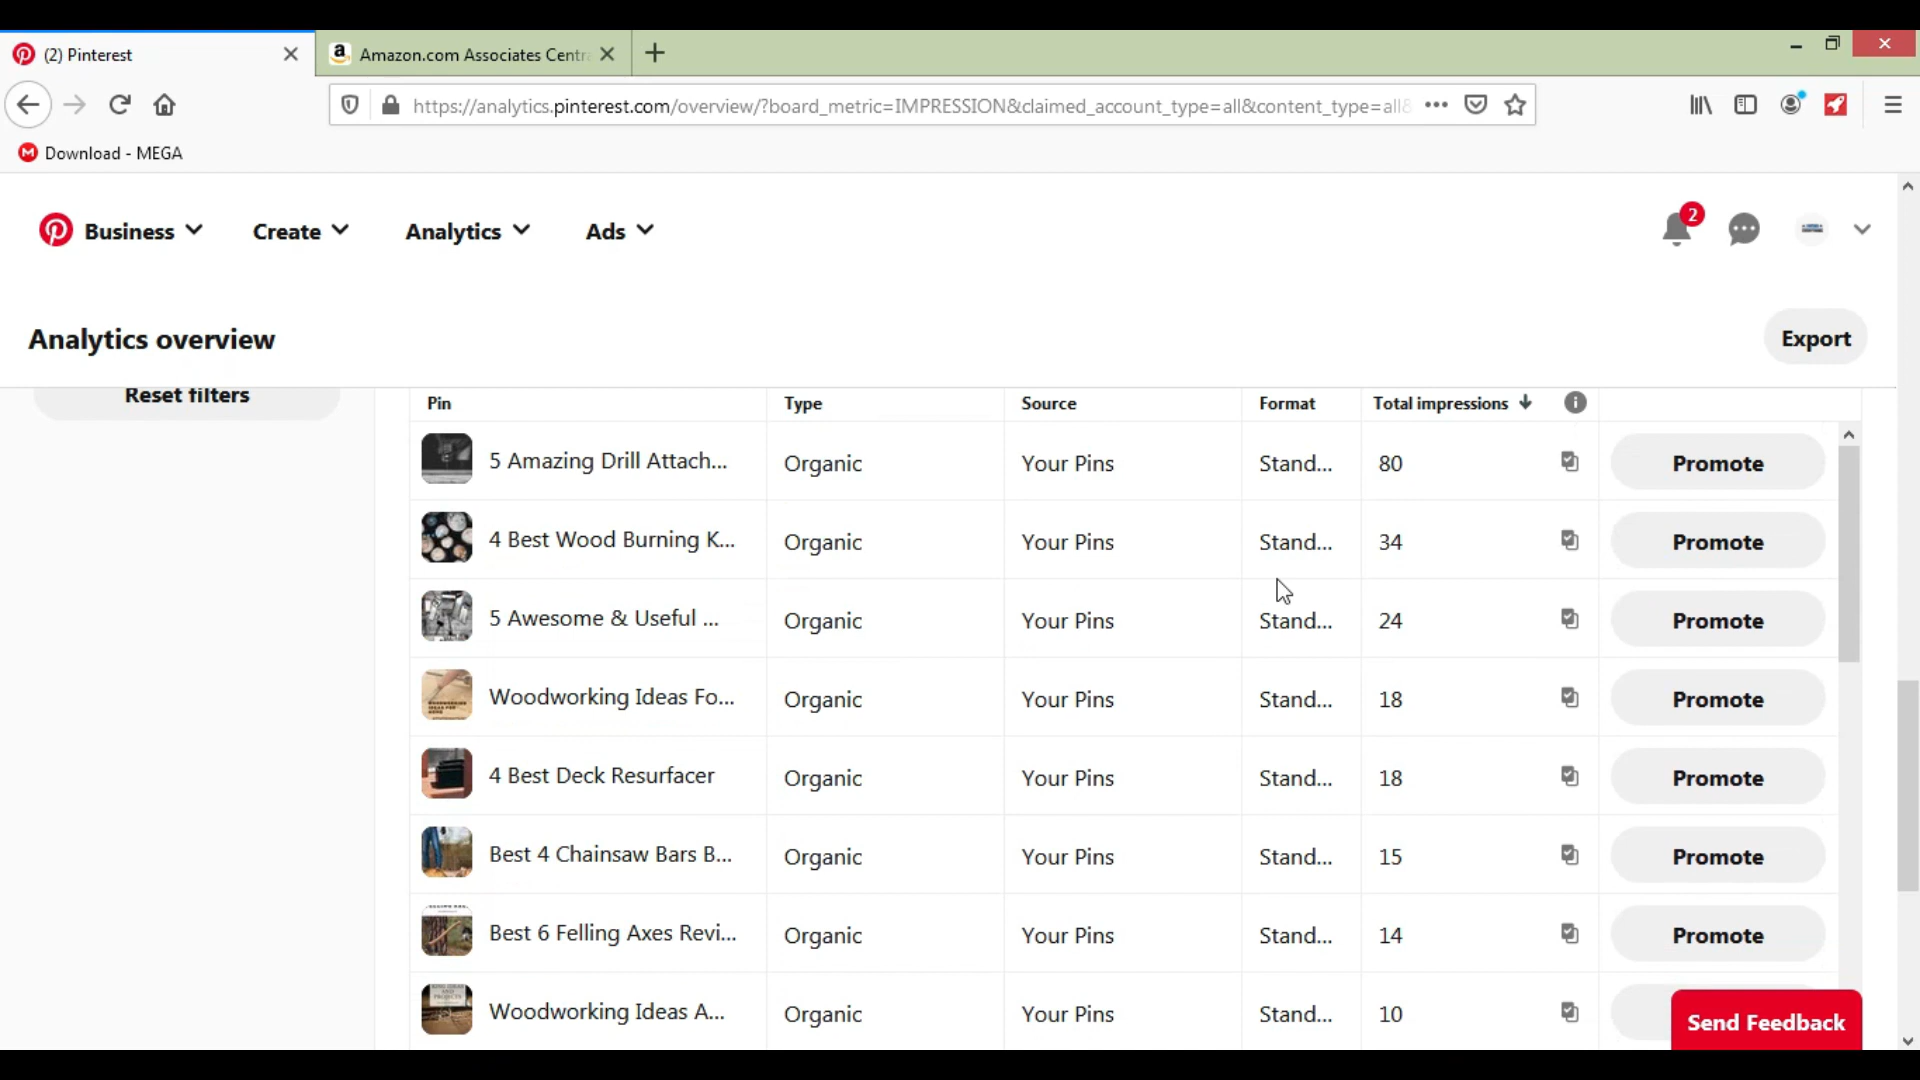 (2) Pinterest
Amazon.com Associates Centr
https://analytics.pinterest.com/overview/?board_metric=IMPRESSION&claimed_account_type=all&content_type=all&
Download - MEGA
Business Create Analytics Ads 2
Analytics overview Export
Reset filters
Pin Type Source Format Total impressions
5 Amazing Drill Attach... Organic Your Pins Stand... 80 Promote
4 Best Wood Burning K... Organic Your Pins Stand... 34 Promote
5 Awesome & Useful ... Organic Your Pins Stand... 24 Promote
Woodworking Ideas Fo... Organic Your Pins Stand... 18 Promote
4 Best Deck Resurfacer Organic Your Pins Stand... 18 Promote
Best 4 Chainsaw Bars B... Organic Your Pins Stand... 15 Promote
Best 6 Felling Axes Revi... Organic Your Pins Stand... 14 Promote
Woodworking Ideas A... Organic Your Pins Stand... 10
Send Feedback